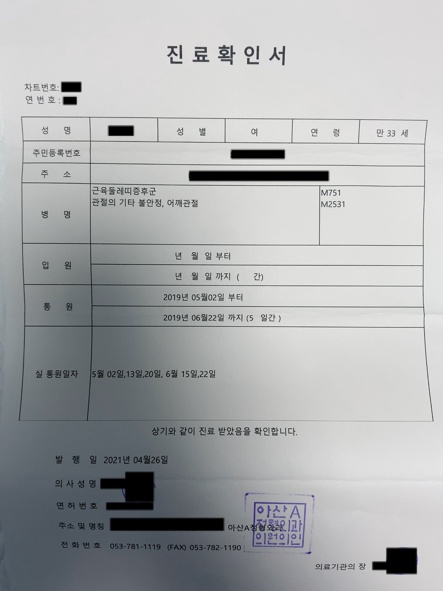 진료확인서
차트번호:
연 번호 :
성 명 성 별 여 연 령 만 33 세
주민등록번호
주 소
병 명 근육둘레띠증후군 M751
관절의 기타 불안정, 어깨관절 M2531
입 원 년 월 일 부터
년 월 일 까지 ( 간)
통 원 2019년 05월02일 부터
2019년 06월22일 까지 (5 일간 )
실 통원일자 5월 02일,13일,20일, 6월 15일,22일
상기와 같이 진료 받았음을 확인합니다.
발 행 일 2021년 04월26일
의 사 성 명
면 허 번 호
주소 및 명칭 아산A정형외과
전 화 번 호 053-781-1119 (FAX) 053-782-1190
아산A
정형외과
의원의인
의료기관의 장